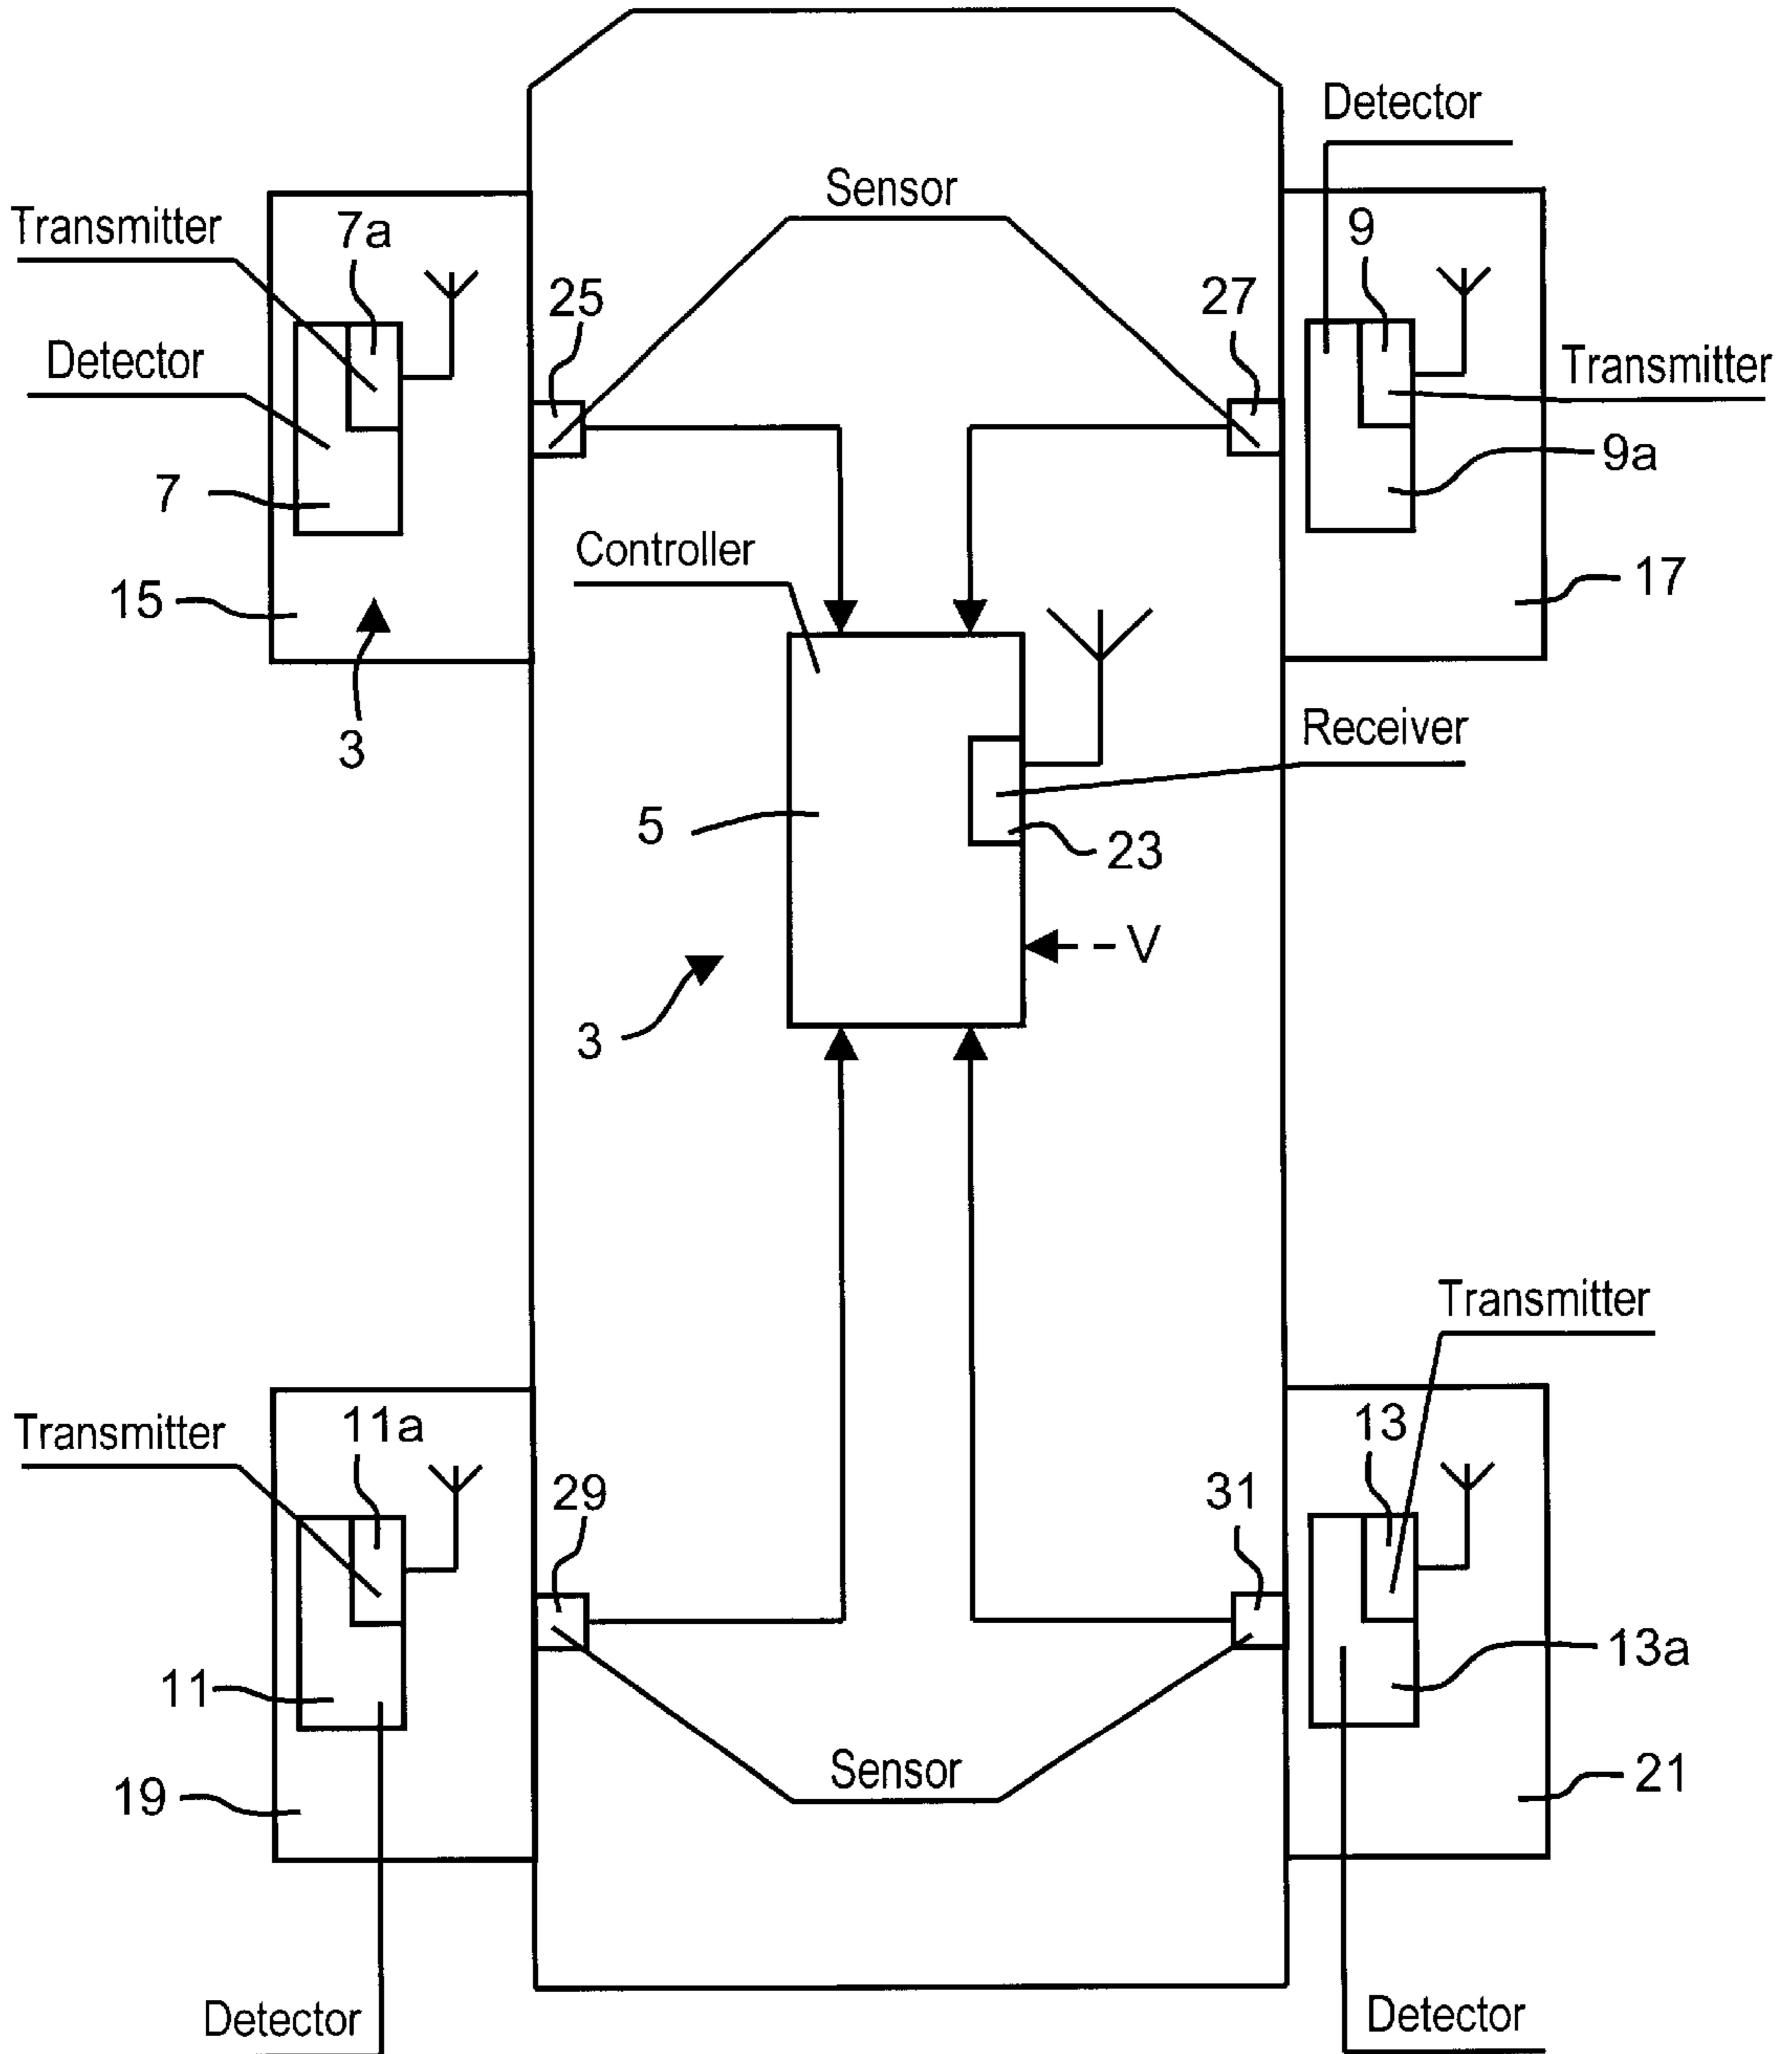 Detector
Sensor
Transmitter
7a
9
25
27
Detector
Transmitter
9a
7
Controller
15
17
3
Receiver
5
23
V
3
Transmitter
Transmitter
11a
13
29
31
13a
11
Sensor
19
21
Detector
Detector